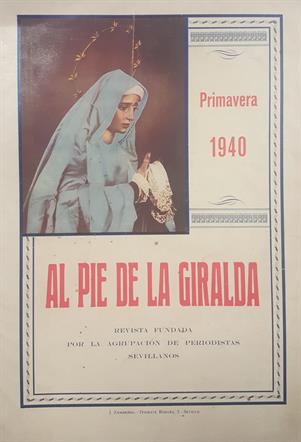 Primavera
1940
AL PIE DE LA GIRALDA
REVISTA FUNDADA
POR LA AGRUPACIÓN DE PERIODISTAS
SEVILLANOS